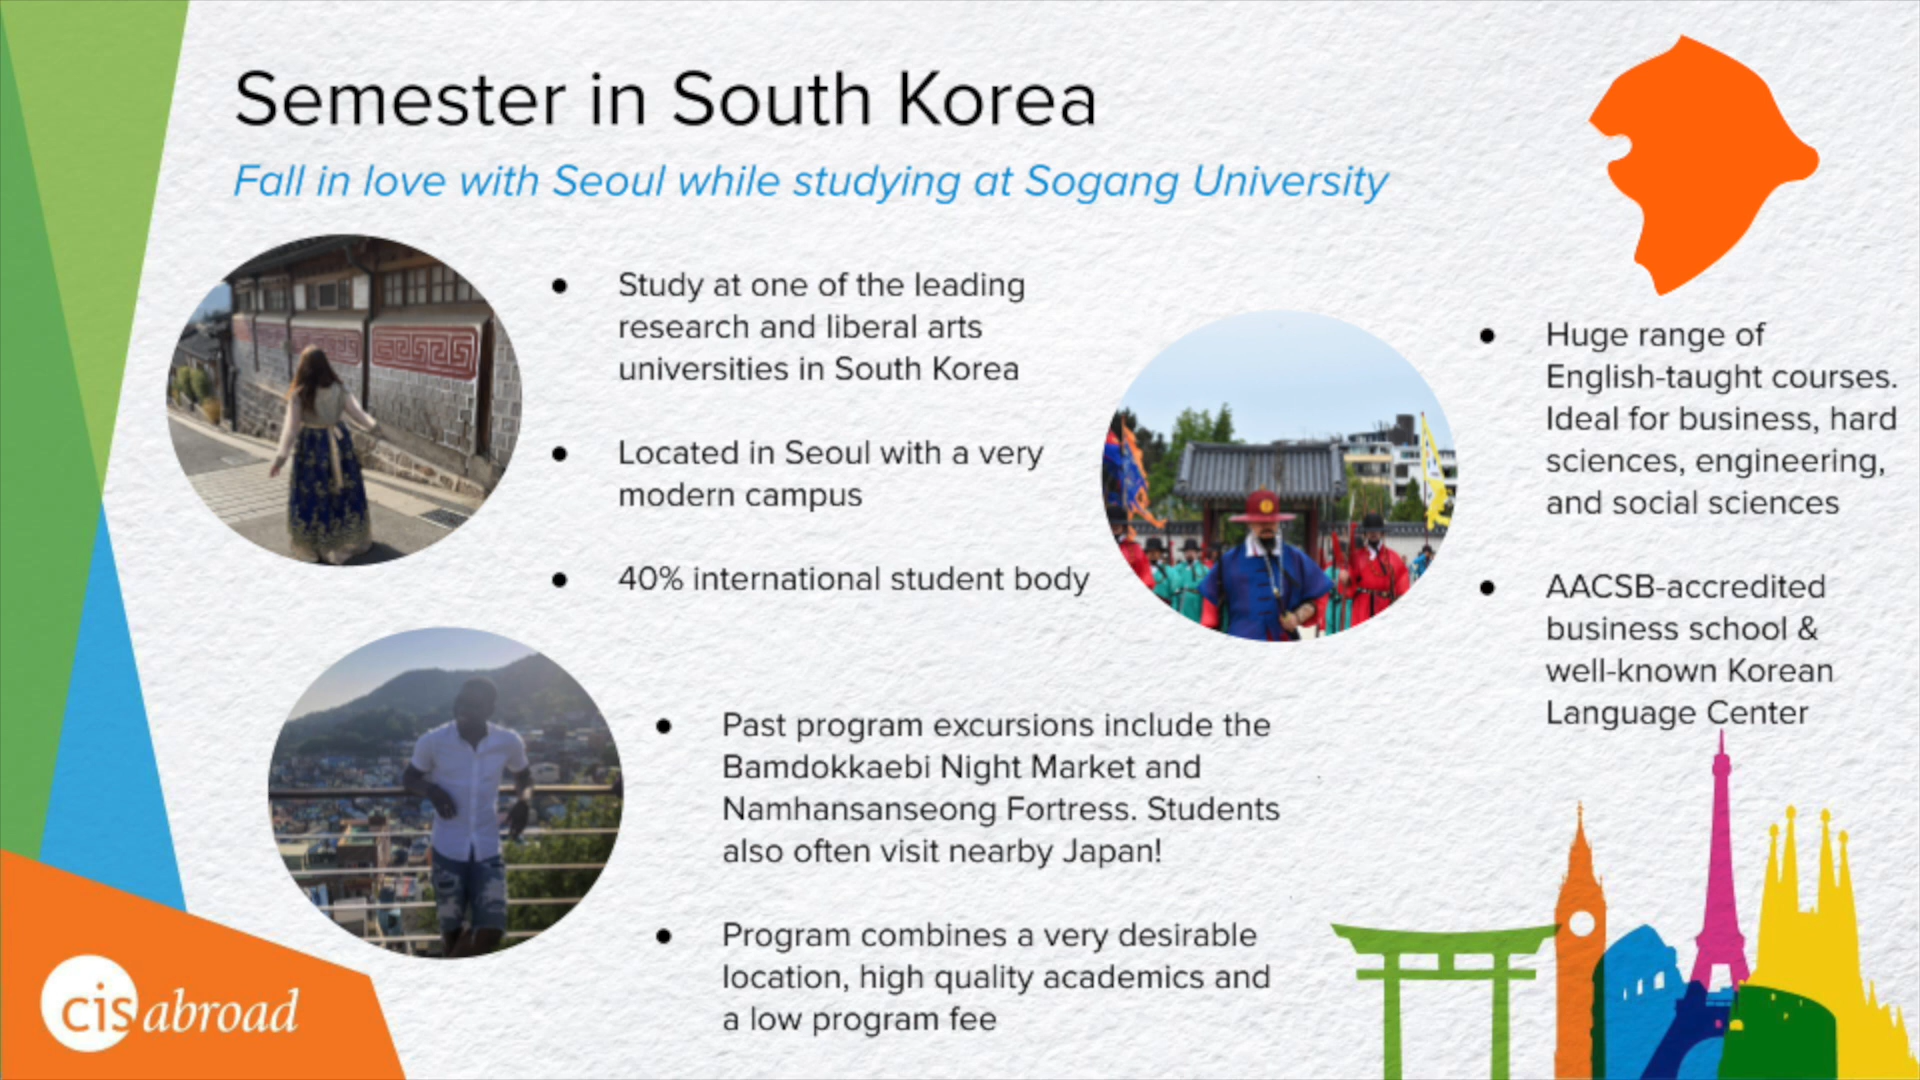 Semester in South Korea
Fall in love with Seoul while studying at Sogang University
● Study at one of the leading
research and liberal arts
universities in South Korea
● Located in Seoul with a very
modern campus
● 40% international student body
● Huge range of
English-taught courses.
Ideal for business, hard
sciences, engineering,
and social sciences
● AACSB-accredited
business school &
well-known Korean
Language Center
● Past program excursions include the
Bamdokkaebi Night Market and
Namhansanseong Fortress. Students
also often visit nearby Japan!
● Program combines a very desirable
location, high quality academics and
a low program fee
cis abroad